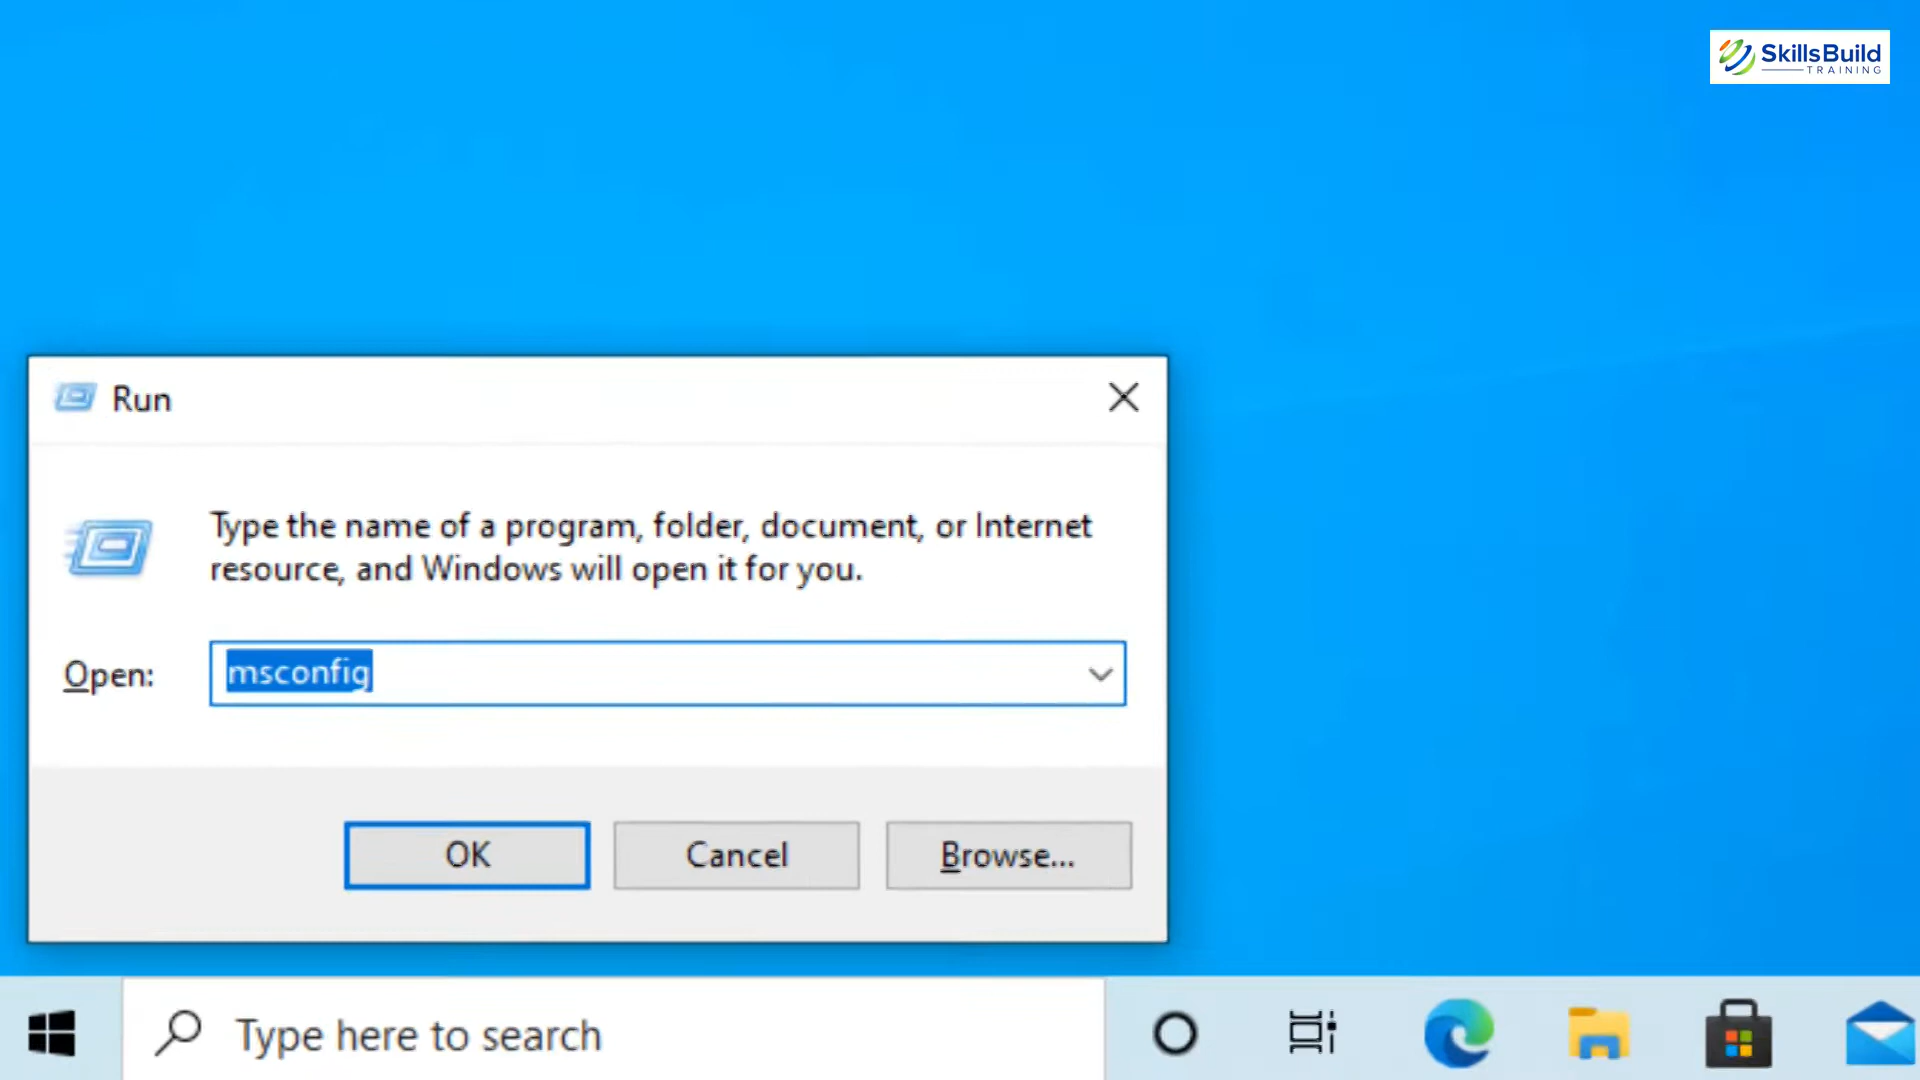 SkillsBuild
TRAINING
Run
Type the name of a program, folder, document, or Internet
resource, and Windows will open it for you.
Open:
msconfig
OK
Cancel
Browse...
Type here to search